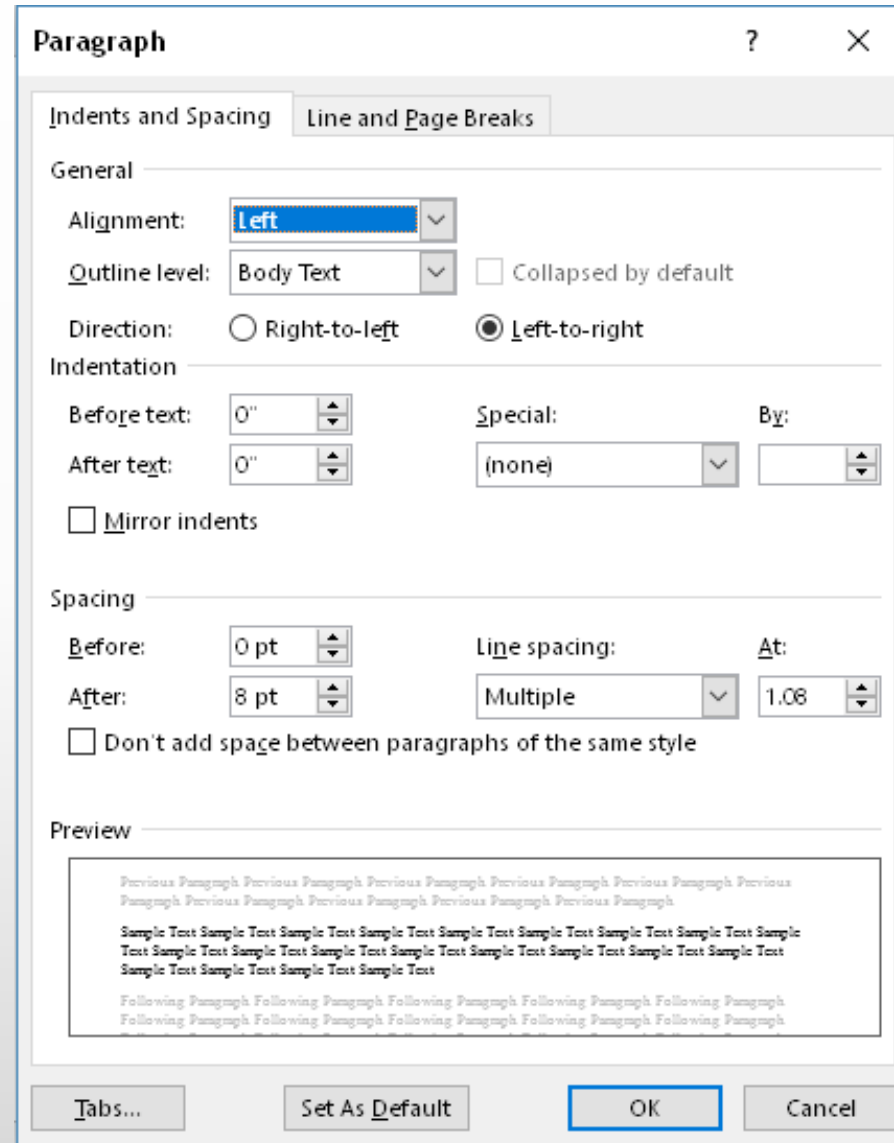 Paragraph ?
Indents and Spacing Line and Page Breaks
General
Alignment: Left
Outline level: Body Text Collapsed by default
Direction: Right-to-left Left-to-right
Indentation
Before text: 0" Special: By:
After text: 0" (none)
Mirror indents
Spacing
Before: 0 pt Line spacing: At:
After: 8 pt Multiple 1.08
Don't add space between paragraphs of the same style
Preview
Previous Paragraph Previous Paragraph Previous Paragraph Previous Paragraph Previous Paragraph Previous
Paragraph Previous Paragraph Previous Paragraph Previous Paragraph Previous Paragraph
Sample Text Sample Text Sample Text Sample Text Sample Text Sample Text Sample Text Sample Text Sample
Text Sample Text Sample Text Sample Text Sample Text Sample Text Sample Text Sample Text Sample Text
Sample Text Sample Text Sample Text Sample Text
Following Paragraph Following Paragraph Following Paragraph Following Paragraph Following Paragraph
Following Paragraph Following Paragraph Following Paragraph Following Paragraph Following Paragraph
Tabs... Set As Default OK Cancel